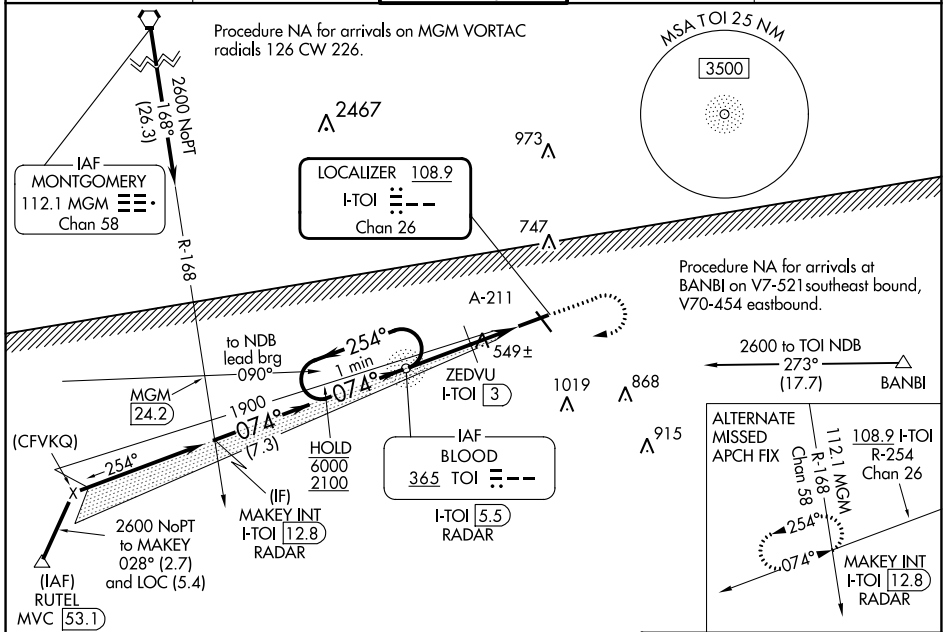 Procedure NA for arrivals on MGM VORTAC
radials 126 CW 226.
MSA TOI 25 NM
3500
2600 NoPT
168°
(26.3)
2467
973
IAF
MONTGOMERY
112.1 MGM
Chan 58
LOCALIZER 108.9
I-TOI
Chan 26
747
R-168
Procedure NA for arrivals at
BANBI on V7-521 southeast bound,
V70-454 eastbound.
A-211
to NDB
lead brg
090°
254°
1 min
074°
549±
ZEDVU
I-TOI 3
2600 to TOI NDB
273°
(17.7)
BANBI
MGM
24.2
1900
074°
(7.3)
1019
868
915
(CFVKQ)
254°
HOLD
6000
2100
IAF
BLOOD
365 TOI
I-TOI 5.5
RADAR
(IF)
MAKEY INT
I-TOI 12.8
RADAR
2600 NoPT
to MAKEY
028° (2.7)
and LOC (5.4)
(IAF)
RUTEL
MVC 53.1
ALTERNATE
MISSED
APCH FIX
112.1 MGM
R-168
Chan 58
108.9 I-TOI
R-254
Chan 26
254°
074°
MAKEY INT
I-TOI 12.8
RADAR